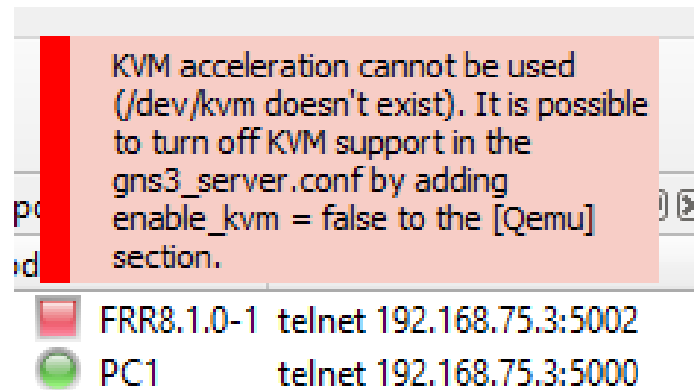 KVM acceleration cannot be used
(/dev/kvm doesn't exist). It is possible
to turn off KVM support in the
gns3_server.conf by adding
enable_kvm = false to the [Qemu]
section.
FRR8.1.0-1 telnet 192.168.75.3:5002
PC1 telnet 192.168.75.3:5000